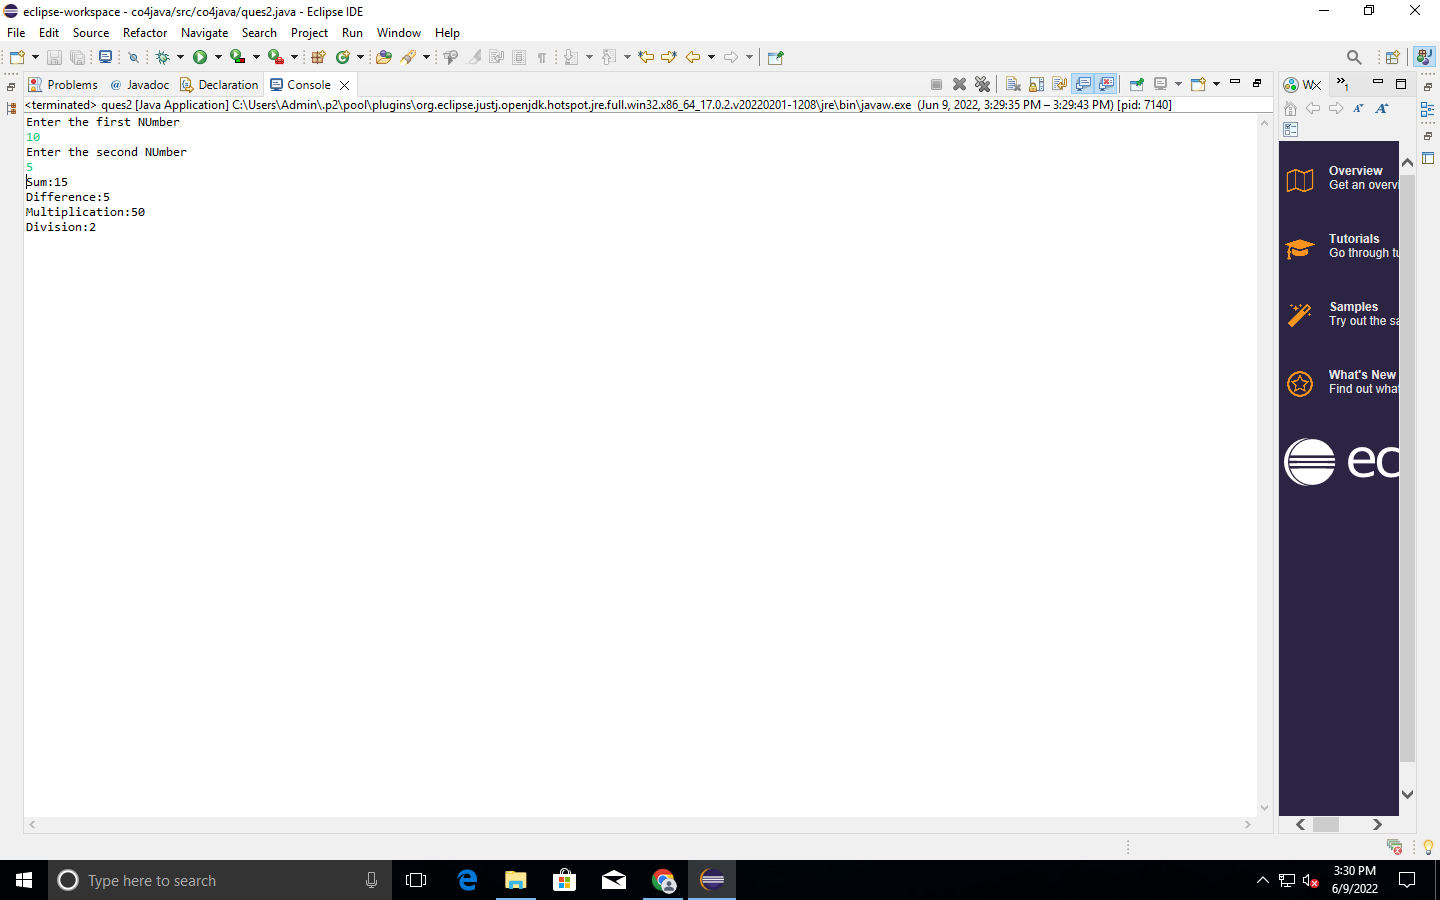 eclipse-workspace - co4java/src/co4java/ques2.java - Eclipse IDE
File Edit Source Refactor Navigate Search Project Run Window Help
Problems @ Javadoc Declaration Console
<terminated> ques2 [Java Application] C:\Users\Admin\.p2\pool\plugins\org.eclipse.justj.openjdk.hotspot.jre.full.win32.x86_64_17.0.2.v20220201-1208\jre\bin\javaw.exe (Jun 9, 2022, 3:29:35 PM – 3:29:43 PM) [pid: 7140]
Enter the first NUmber
10
Enter the second NUmber
5
Sum:15
Difference:5
Multiplication:50
Division:2
Overview
Get an overvi
Tutorials
Go through tu
Samples
Try out the sa
What's New
Find out what
ec
Type here to search
3:30 PM
6/9/2022